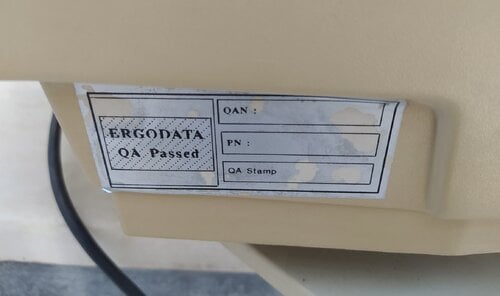 ERGODATA
QA Passed
QAN :
PN :
QA Stamp